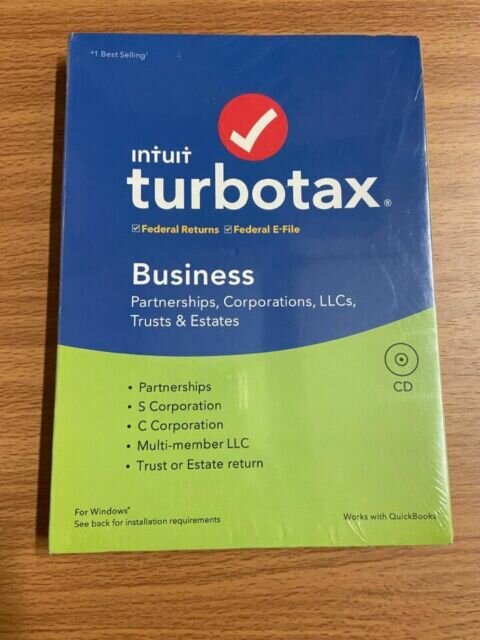 #1 Best Selling¹
intuit
turbotax®
Federal Returns Federal E-File
Business
Partnerships, Corporations, LLCs,
Trusts & Estates
CD
• Partnerships
• S Corporation
• C Corporation
• Multi-member LLC
• Trust or Estate return
For Windows®
See back for installation requirements
Works with QuickBooks